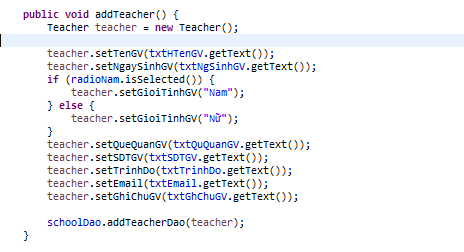 public void addTeacher() {
Teacher teacher = new Teacher();
teacher.setTenGV(txtHTenGV.getText());
teacher.setNgaySinhGV(txtNgSinhGV.getText());
if (radioNam.isSelected()) {
teacher.setGioiTinhGV("Nam");
} else {
teacher.setGioiTinhGV("Nữ");
}
teacher.setQueQuanGV(txtQuQuanGV.getText());
teacher.setSDTGV(txtSDTGV.getText());
teacher.setTrinhDo(txtTrinhDo.getText());
teacher.setEmail(txtEmail.getText());
teacher.setGhiChuGV(txtGhChuGV.getText());
schoolDao.addTeacherDao(teacher);
}